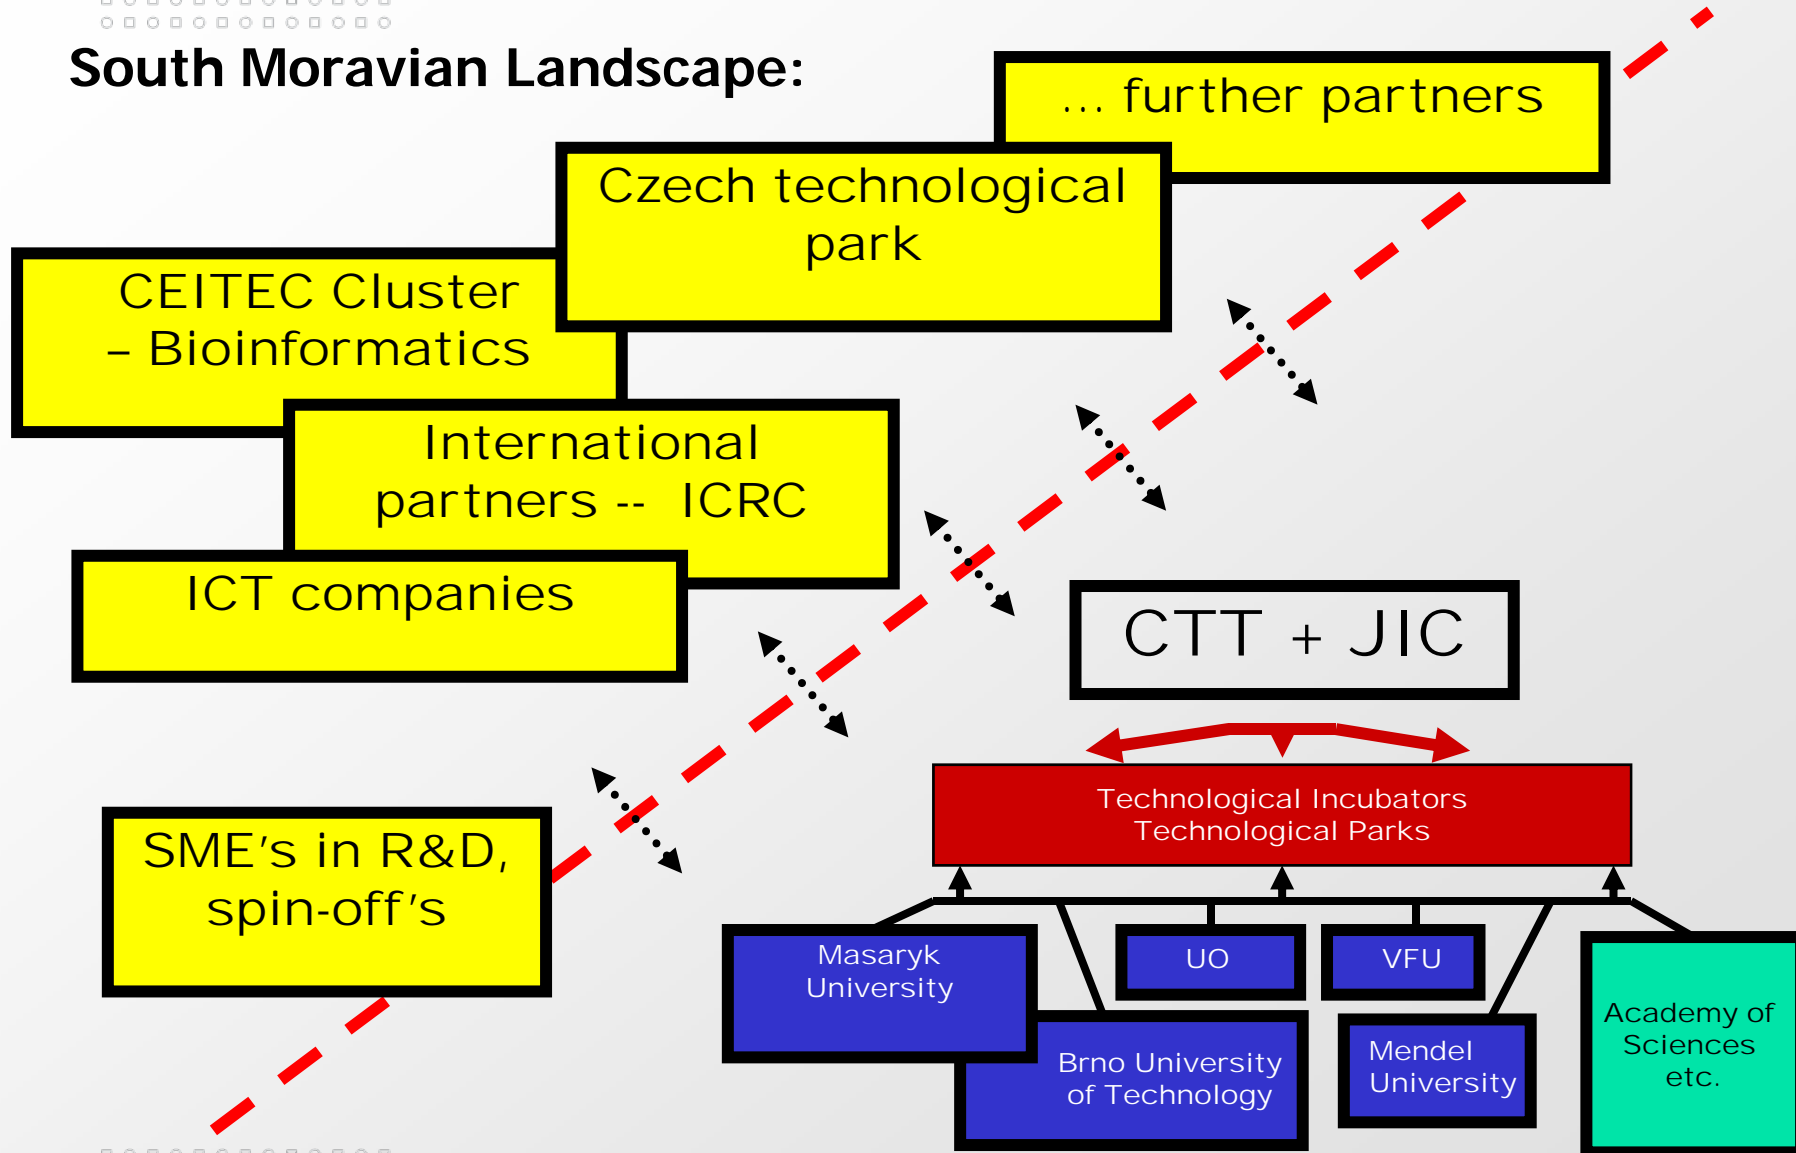 South Moravian Landscape:
... further partners
Czech technological
park
CEITEC Cluster
– Bioinformatics
International
partners -- ICRC
ICT companies
CTT + JIC
Technological Incubators
Technological Parks
SME's in R&D,
spin-off's
Masaryk
University
UO
VFU
Brno University
of Technology
Mendel
University
Academy of
Sciences
etc.